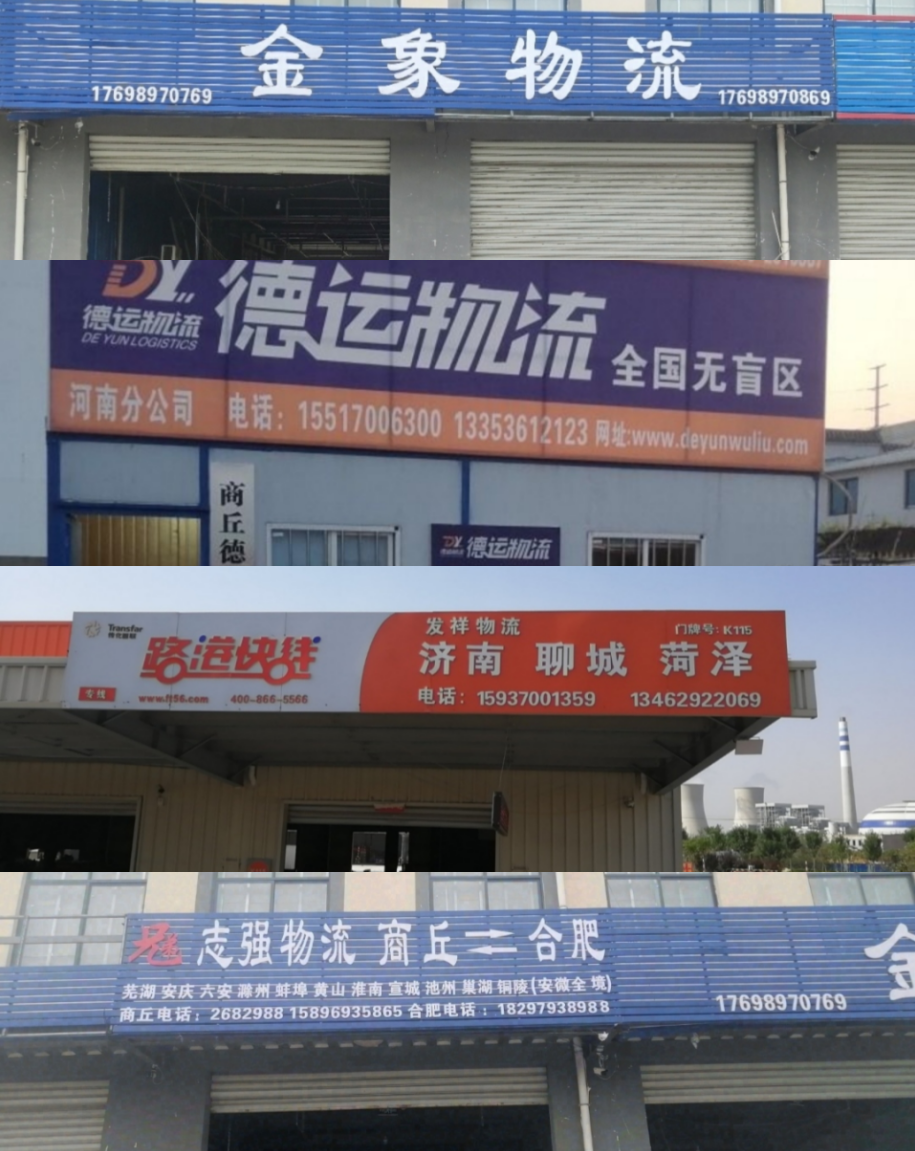 金象物流
17698970769
17698970869
DY
德运物流
DE YUN LOGISTICS
德运物流 全国无盲区
河南分公司 电话：15517006300 13353612123 网址:www.deyunwuliu.com
商丘德
DY 德运物流
Transfar
路港快线
专线
www.ft56.com 400-866-5566
发祥物流 门牌号：K115
济南 聊城 菏泽
电话：15937001359 13462922069
志强物流 商丘⇌合肥
芜湖 安庆 六安 滁州 蚌埠 黄山 淮南 宣城 池州 巢湖 铜陵(安微全境)
商丘电话：2682988 15896935865 合肥电话：18297938988
金
17698970769